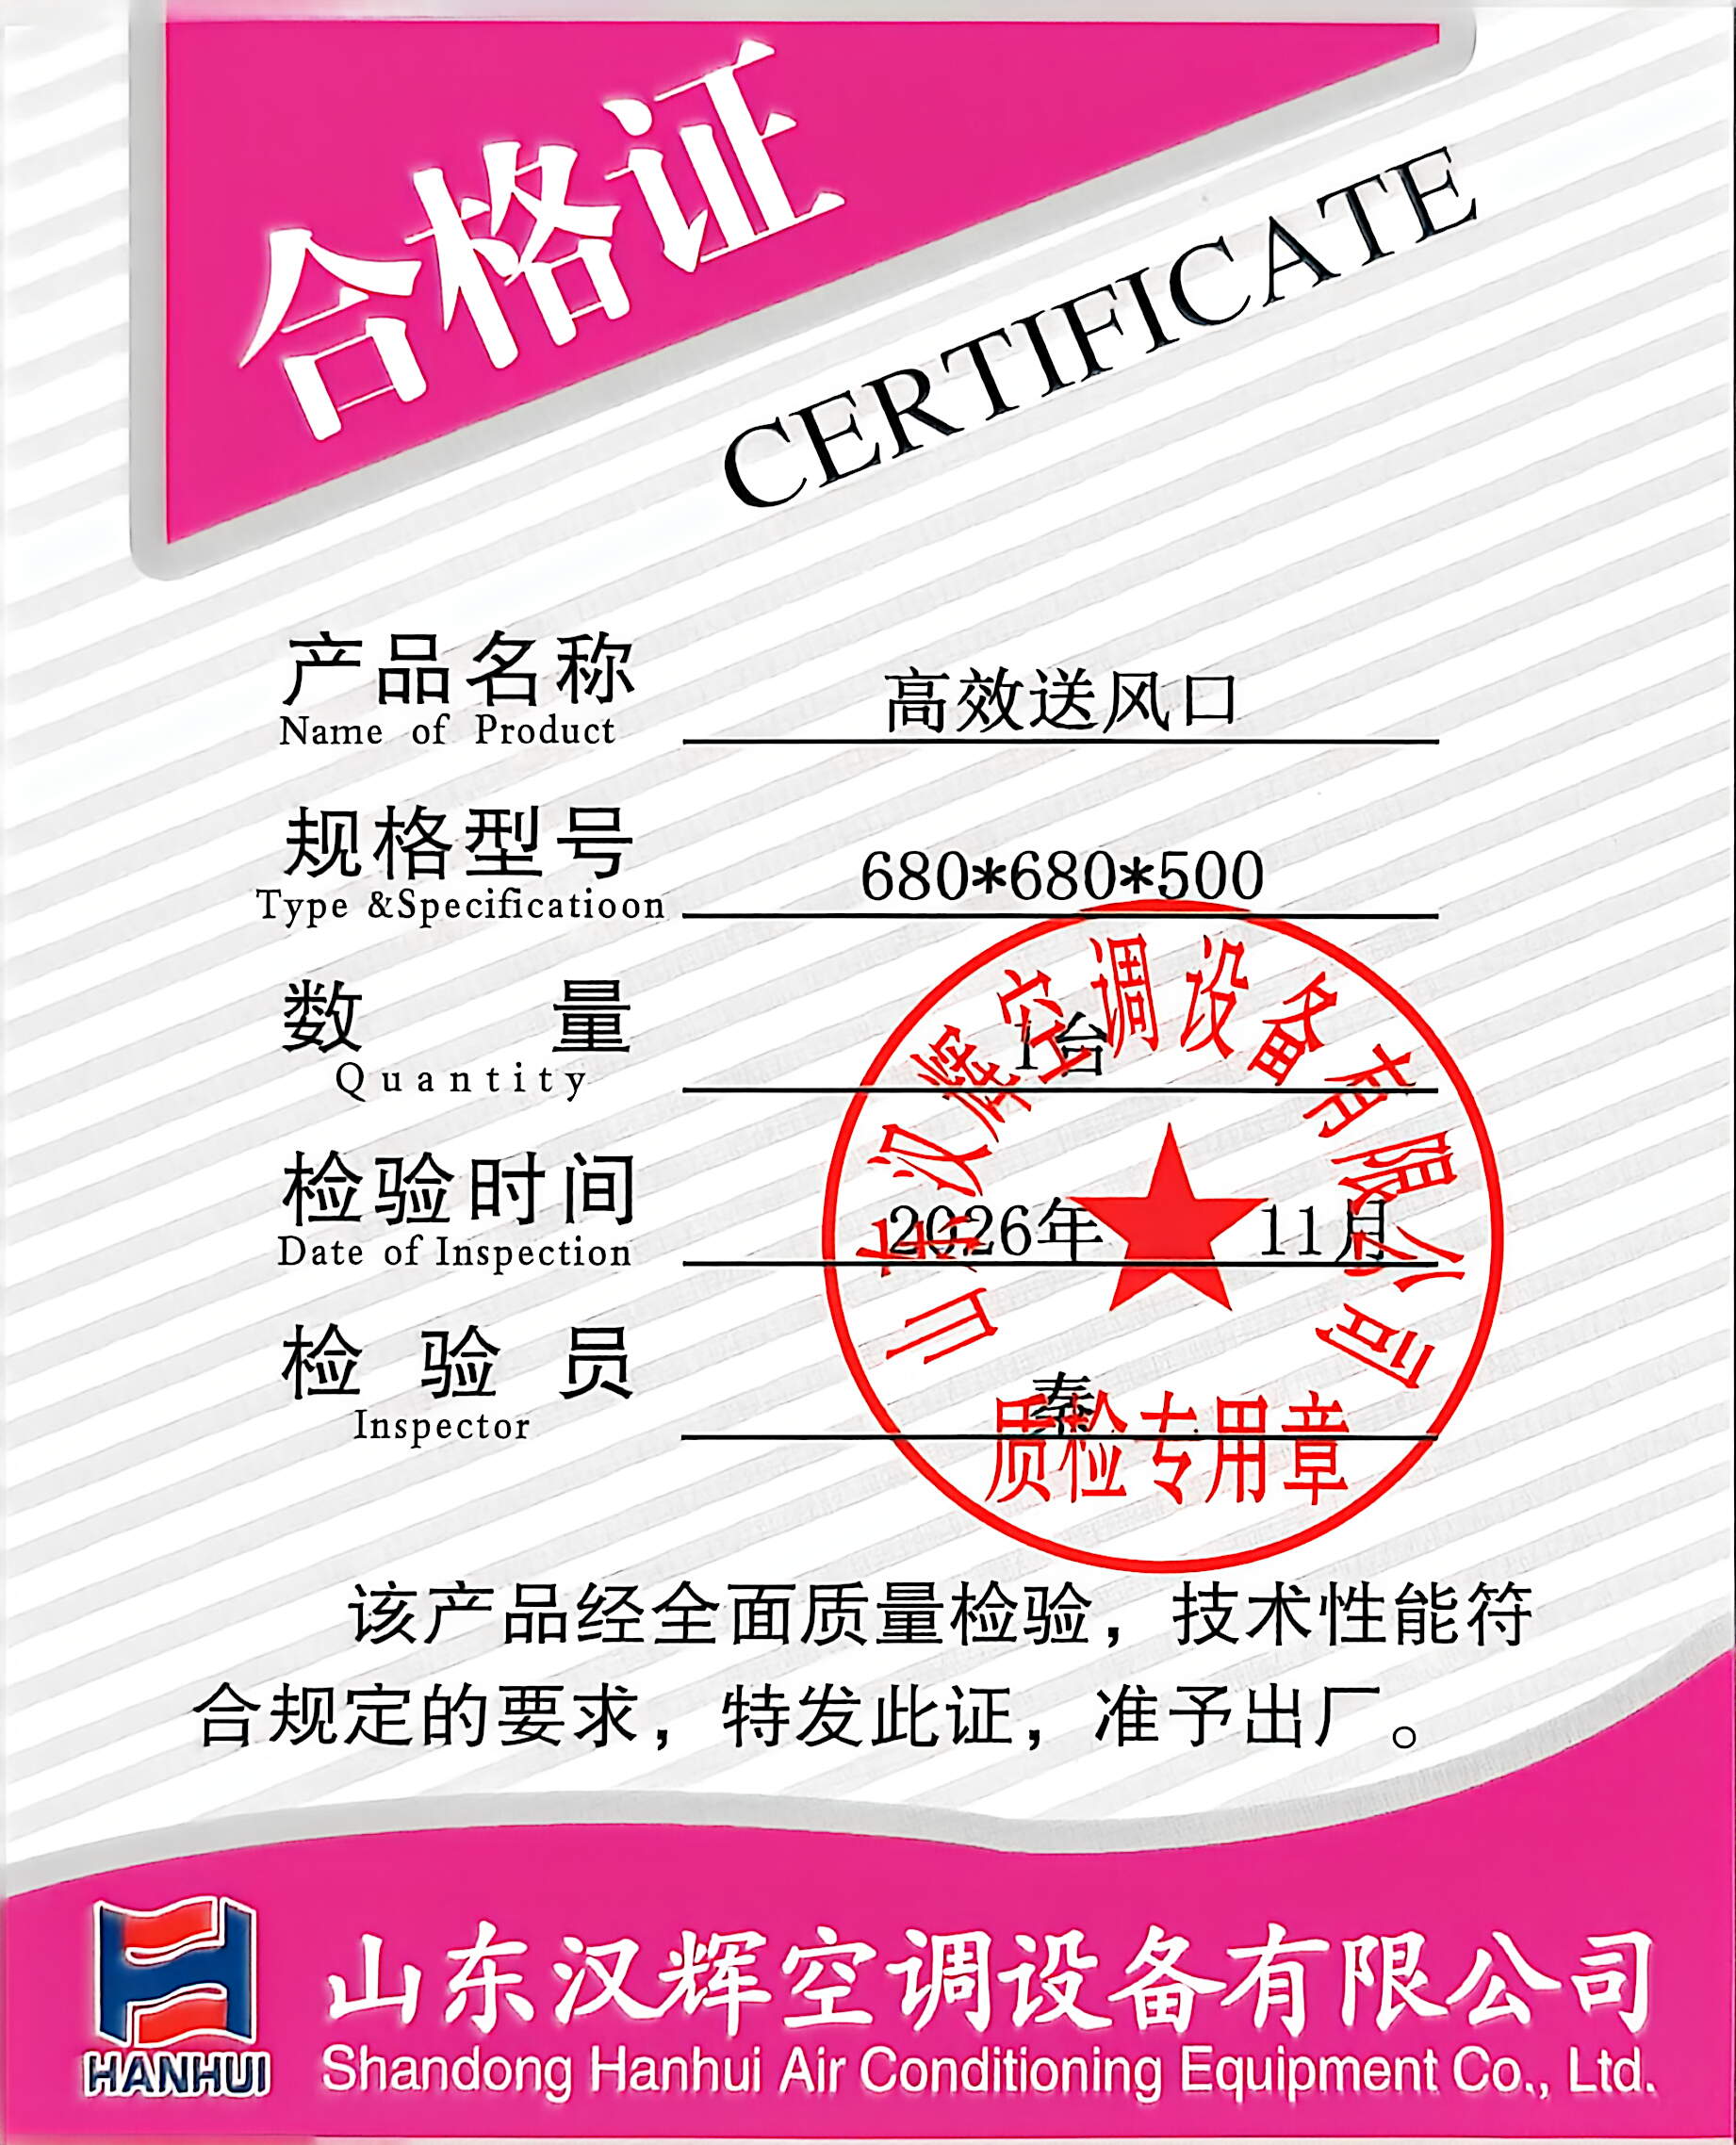 合格证
CERTIFICATE
产品名称 高效送风口
Name of Product
规格型号 680*680*500
Type &Specificatioon
数量 1台
Quantity
检验时间 2026年 11月
Date of Inspection
检验员 秦
Inspector
山东汉辉空调设备有限公司
质检专用章
该产品经全面质量检验，技术性能符
合规定的要求，特发此证，准予出厂。
HANHUI
山东汉辉空调设备有限公司
Shandong Hanhui Air Conditioning Equipment Co., Ltd.